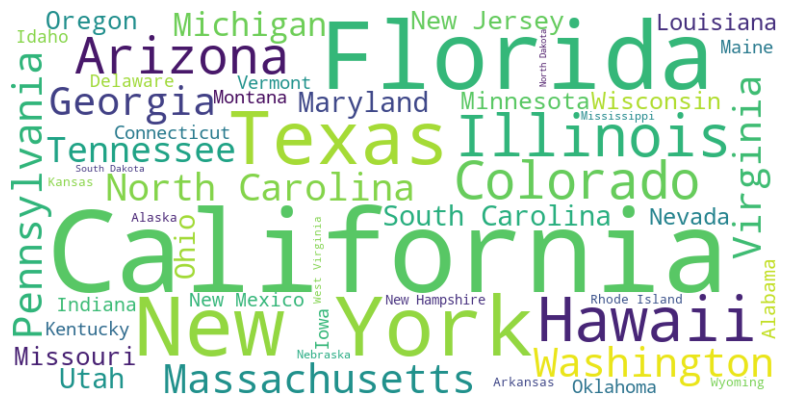 Oregon
Michigan
New Jersey
Louisiana
Idaho
Arizona
Florida
North Dakota
Maine
Delaware
Vermont
Georgia
Montana
Maryland
Minnesota
Wisconsin
Pennsylvania
Connecticut
Texas
Illinois
Mississippi
Virginia
Tennessee
South Dakota
Kansas
North Carolina
Colorado
California
Alaska
Ohio
South Carolina
Nevada
West Virginia
Alabama
Indiana
New Mexico
New Hampshire
Rhode Island
Kentucky
New York
Iowa
Hawaii
Missouri
Nebraska
Washington
Utah
Massachusetts
Arkansas
Oklahoma
Wyoming